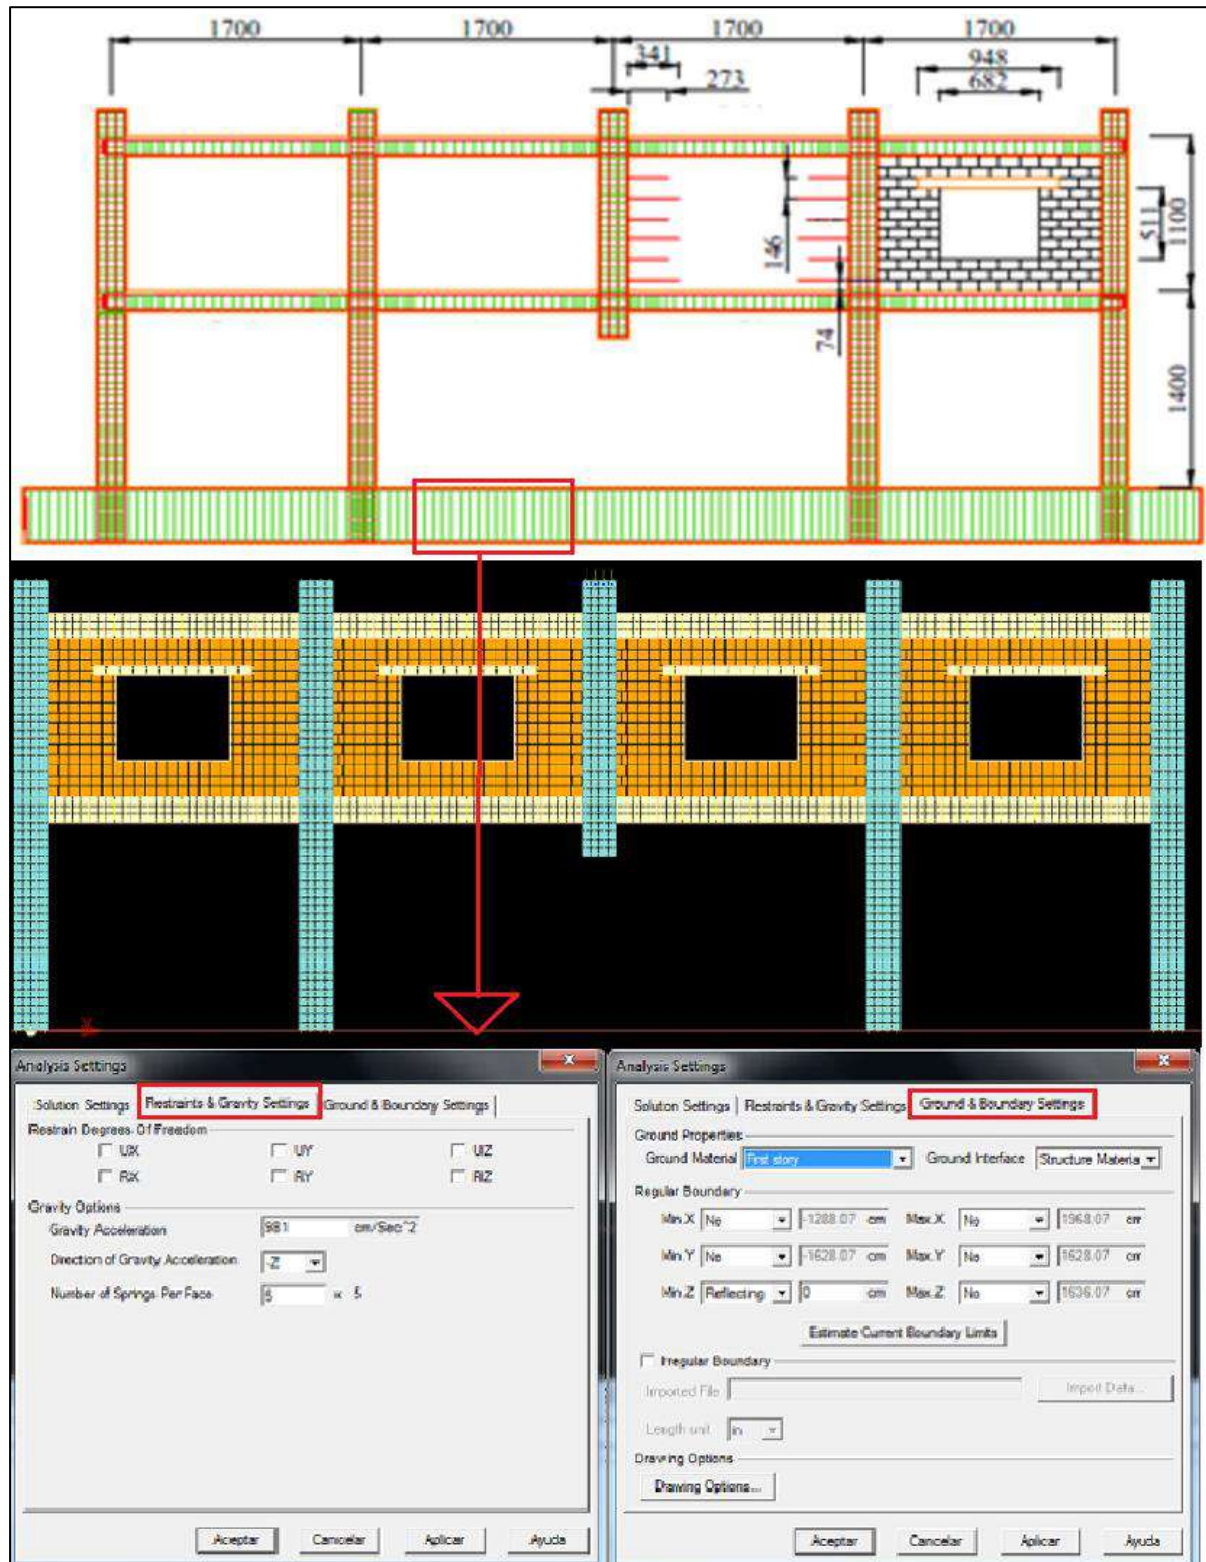 1700 1700 1700 1700
341 948
273 682
146 511 1100
74 1400
X
Analysis Settings
Solution Settings Restraints & Gravity Settings Ground & Boundary Settings
Restrain Degrees Of Freedom
UX UY UZ
RX RY RZ
Gravity Options
Gravity Acceleration 981 cm/Sec^2
Direction of Gravity Acceleration -Z
Number of Springs Per Face 5 x 5
Aceptar Cancelar Aplicar Ayuda
Analysis Settings
Solution Settings Restraints & Gravity Settings Ground & Boundary Settings
Ground Properties
Ground Material First story Ground Interface Structure Materia
Regular Boundary
Min.X No -1288.07 cm Max.X No 1968.07 cm
Min.Y No -1628.07 cm Max.Y No 1628.07 cm
Min.Z Reflecting 0 cm Max.Z No 1636.07 cm
Estimate Current Boundary Limits
Irregular Boundary
Imported File Import Data...
Length unit in
Drawing Options
Drawing Options...
Aceptar Cancelar Aplicar Ayuda